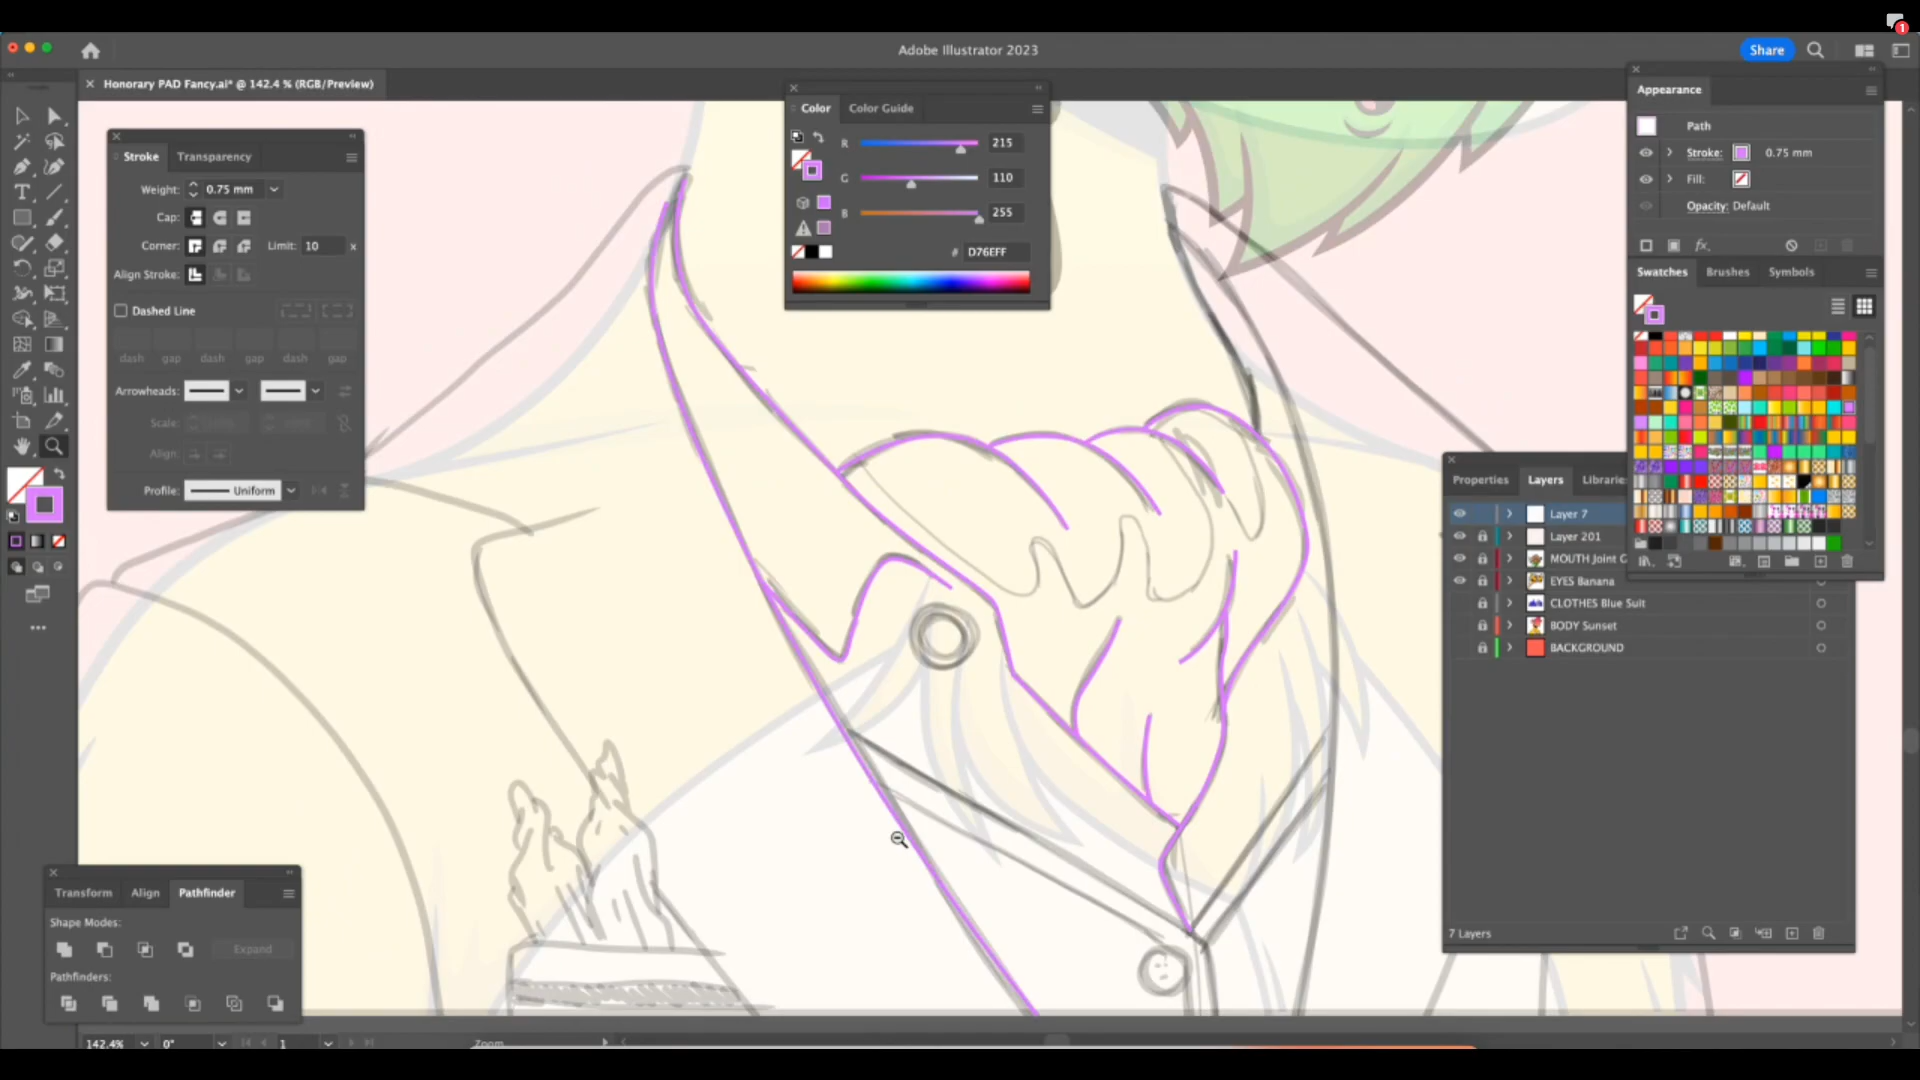 1
Adobe Illustrator 2023
Share
Honorary PAD Fancy.ai* @ 142.4 % (RGB/Preview)
Stroke
Transparency
Weight:
0.75 mm
Cap:
Corner:
Limit:
10
x
Align Stroke:
Dashed Line
dash
gap
dash
gap
dash
gap
Arrowheads:
Scale:
Align:
Profile:
Uniform
Color
Color Guide
R
215
G
110
B
255
#
D76EFF
Appearance
Path
Stroke:
0.75 mm
Fill:
Opacity: Default
fx
Swatches
Brushes
Symbols
Properties
Layers
Librarie
Layer 7
Layer 201
MOUTH Joint G
EYES Banana
CLOTHES Blue Suit
BODY Sunset
BACKGROUND
7 Layers
Transform
Align
Pathfinder
Shape Modes:
Expand
Pathfinders:
142.4%
0°
1
Zoom